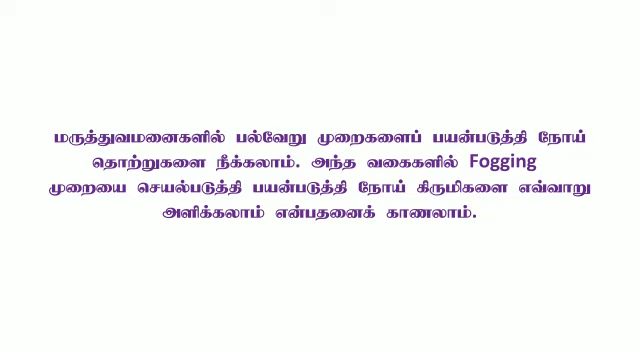 மருத்துவமனைகளில் பல்வேறு முறைகளைப் பயன்படுத்தி நோய்
தொற்றுகளை நீக்கலாம். அந்த வகைகளில் Fogging
முறையை செயல்படுத்தி பயன்படுத்தி நோய் கிருமிகளை எவ்வாறு
அளிக்கலாம் என்பதனைக் காணலாம்.